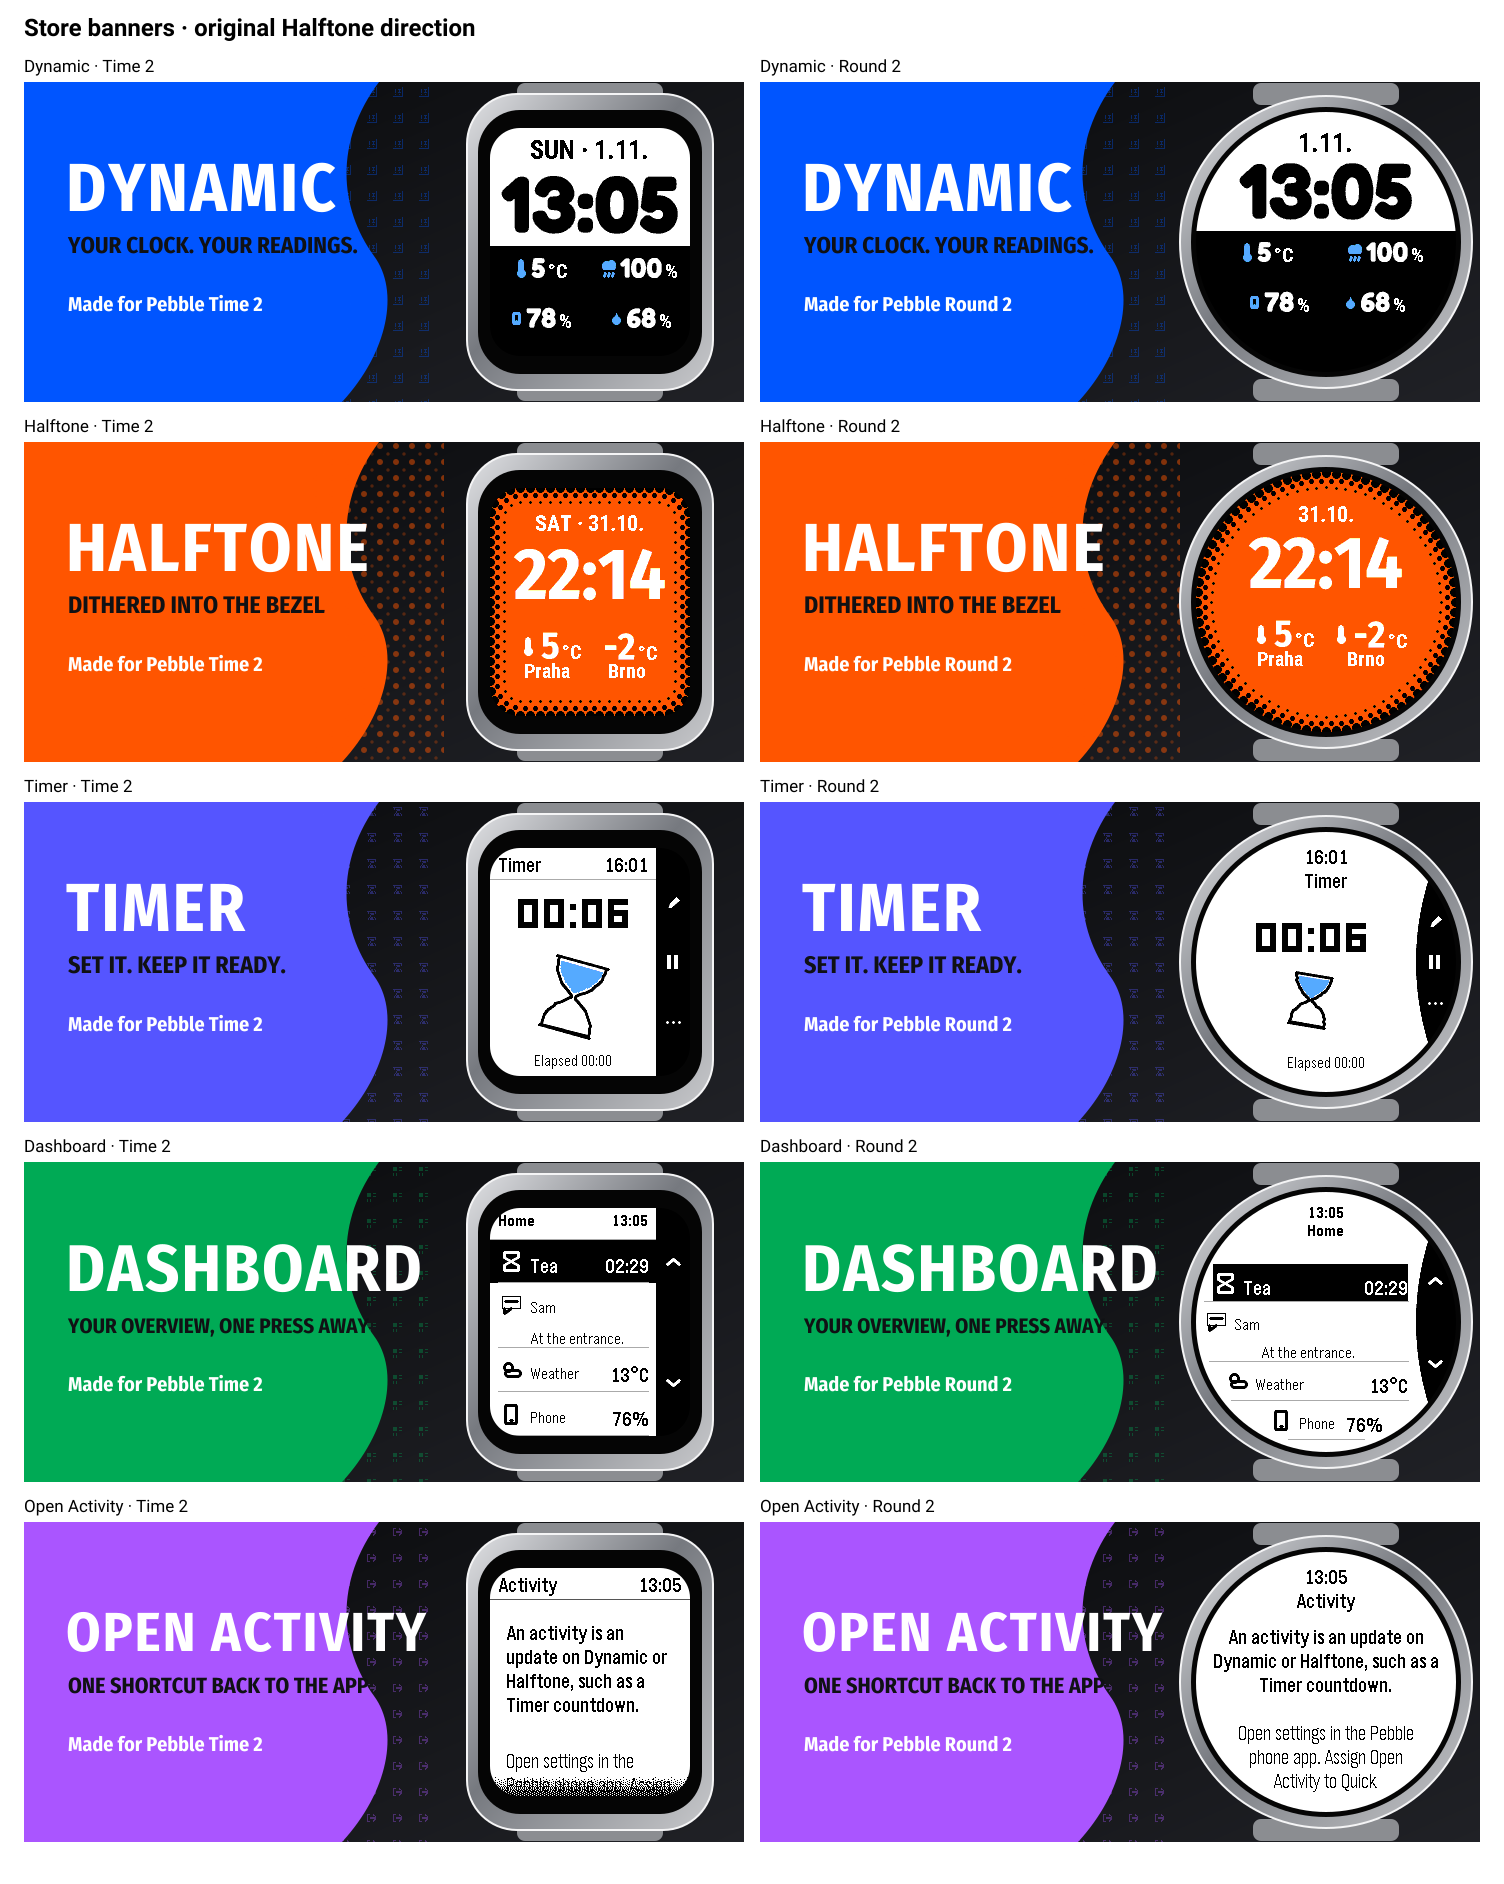 Store banners · original Halftone direction
Dynamic · Time 2
DYNAMIC
YOUR CLOCK. YOUR READINGS.
Made for Pebble Time 2
SUN · 1.11.
13:05
5°C 100%
78% 68%
Dynamic · Round 2
DYNAMIC
YOUR CLOCK. YOUR READINGS.
Made for Pebble Round 2
1.11.
13:05
5°C 100%
78% 68%
Halftone · Time 2
HALFTONE
DITHERED INTO THE BEZEL
Made for Pebble Time 2
SAT · 31.10.
22:14
5°C -2°C
Praha Brno
Halftone · Round 2
HALFTONE
DITHERED INTO THE BEZEL
Made for Pebble Round 2
31.10.
22:14
5°C -2°C
Praha Brno
Timer · Time 2
TIMER
SET IT. KEEP IT READY.
Made for Pebble Time 2
Timer 16:01
00:06
Elapsed 00:00
Timer · Round 2
TIMER
SET IT. KEEP IT READY.
Made for Pebble Round 2
16:01
Timer
00:06
Elapsed 00:00
Dashboard · Time 2
DASHBOARD
YOUR OVERVIEW, ONE PRESS AWAY.
Made for Pebble Time 2
Home 13:05
Tea 02:29
Sam
At the entrance.
Weather 13°C
Phone 76%
Dashboard · Round 2
DASHBOARD
YOUR OVERVIEW, ONE PRESS AWAY.
Made for Pebble Round 2
13:05
Home
Tea 02:29
Sam
At the entrance.
Weather 13°C
Phone 76%
Open Activity · Time 2
OPEN ACTIVITY
ONE SHORTCUT BACK TO THE APP.
Made for Pebble Time 2
Activity 13:05
An activity is an
update on Dynamic or
Halftone, such as a
Timer countdown.
Open settings in the
Pebble phone app. Assign
Open Activity · Round 2
OPEN ACTIVITY
ONE SHORTCUT BACK TO THE APP.
Made for Pebble Round 2
13:05
Activity
An activity is an update on
Dynamic or Halftone, such as a
Timer countdown.
Open settings in the Pebble
phone app. Assign Open
Activity to Quick